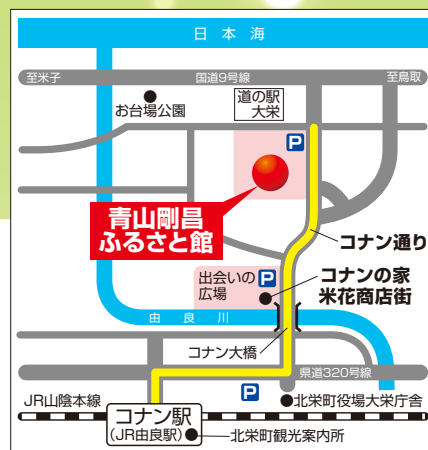 日本海
至米子
国道9号線
至鳥取
お台場公園
道の駅
大栄
P
青山剛昌
ふるさと館
コナン通り
出会いの
広場
P
コナンの家
米花商店街
由良川
コナン大橋
県道320号線
JR山陰本線
P
コナン駅
(JR由良駅)
北栄町役場大栄庁舎
北栄町観光案内所